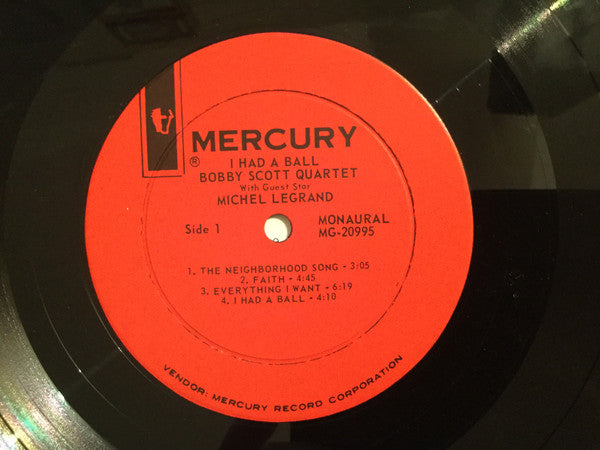 MERCURY
®
I HAD A BALL
BOBBY SCOTT QUARTET
With Guest Star
MICHEL LEGRAND
Side 1
MONAURAL
MG-20995
1. THE NEIGHBORHOOD SONG - 3:05
2. FAITH - 4:45
3. EVERYTHING I WANT - 6:19
4. I HAD A BALL - 4:10
VENDOR: MERCURY RECORD CORPORATION